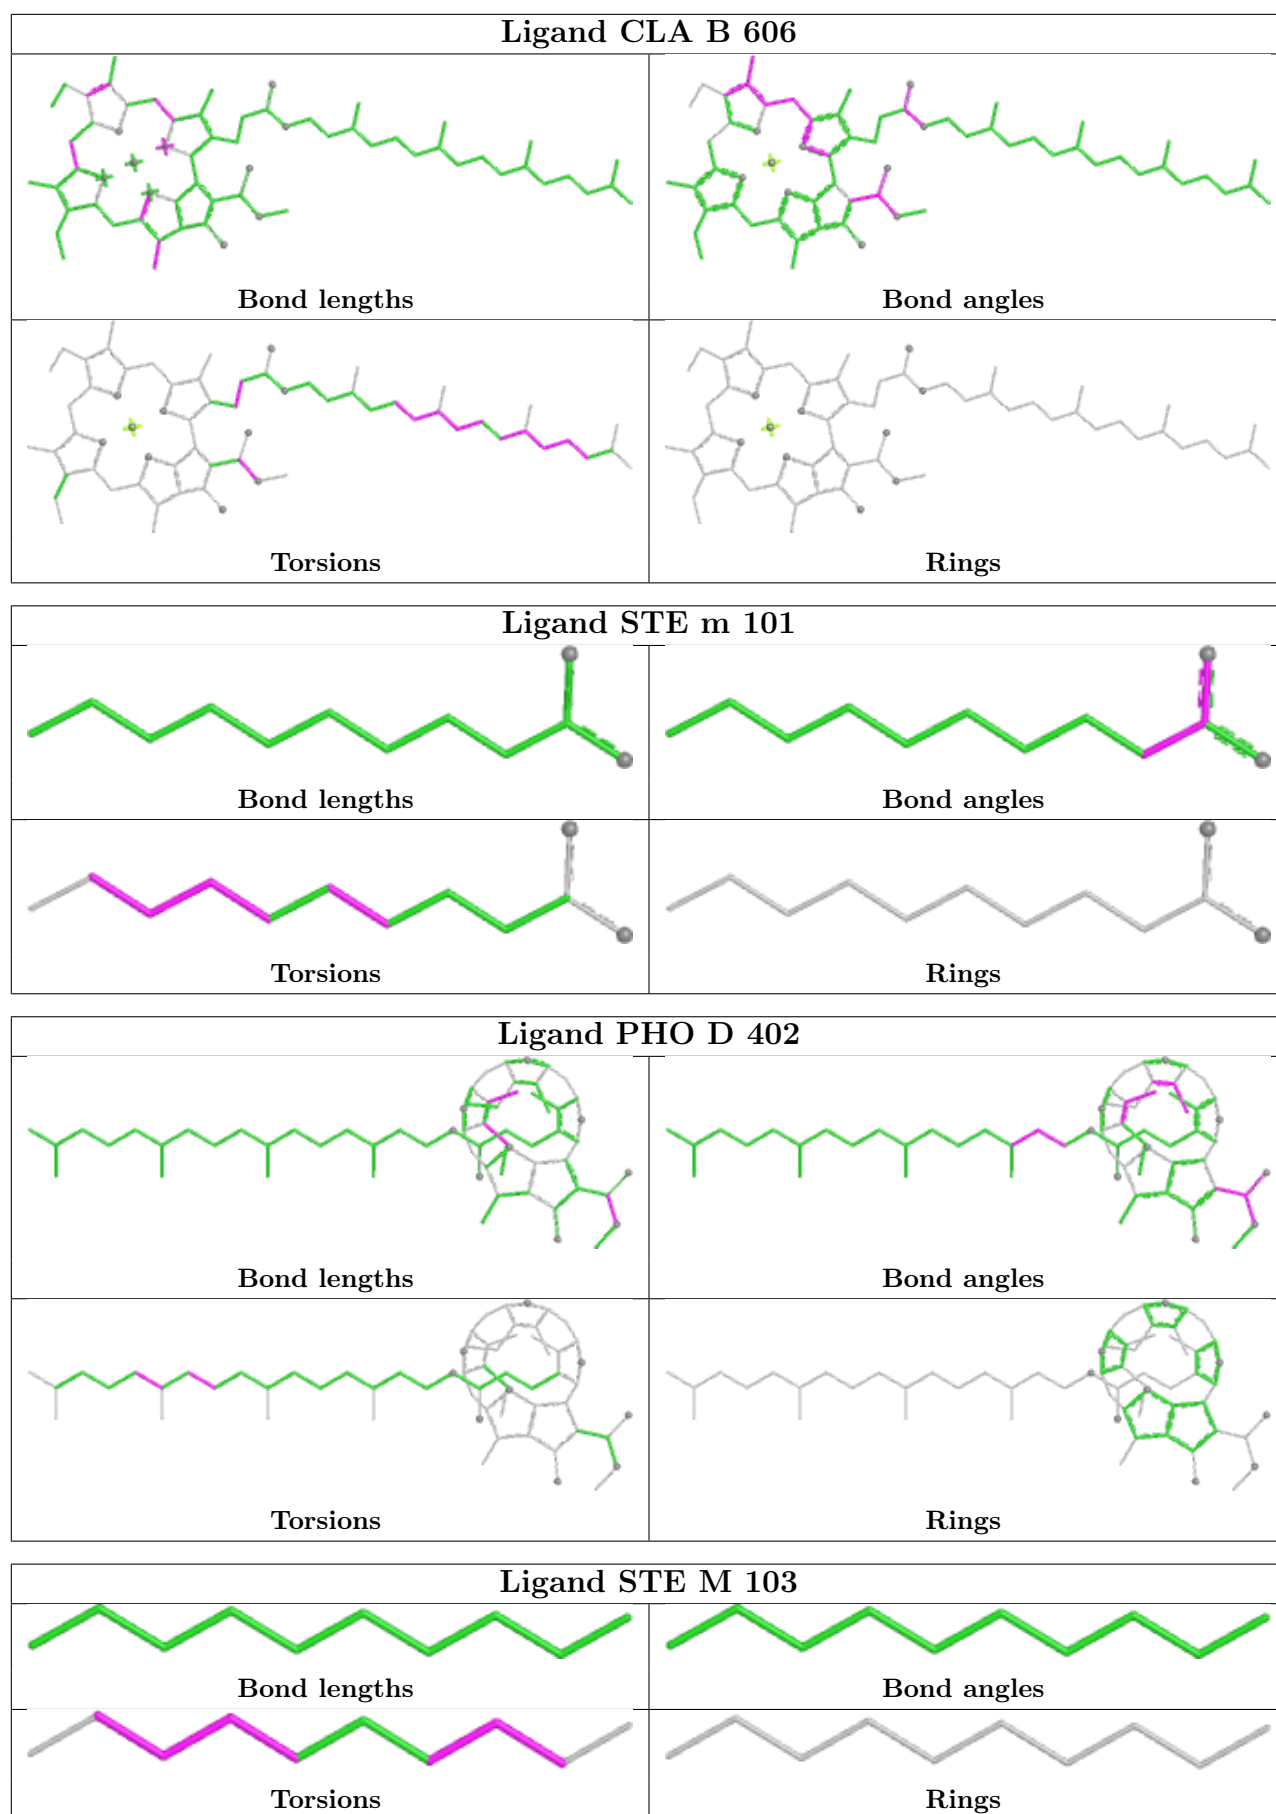 Ligand CLA B 606
Bond lengths
Bond angles
Torsions
Rings
Ligand STE m 101
Bond lengths
Bond angles
Torsions
Rings
Ligand PHO D 402
Bond lengths
Bond angles
Torsions
Rings
Ligand STE M 103
Bond lengths
Bond angles
Torsions
Rings